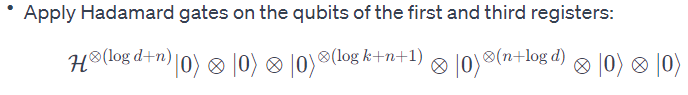 • Apply Hadamard gates on the qubits of the first and third registers:
ℋ^{⊗(log d+n)}|0⟩ ⊗ |0⟩ ⊗ |0⟩^{⊗(log k+n+1)} ⊗ |0⟩^{⊗(n+log d)} ⊗ |0⟩ ⊗ |0⟩